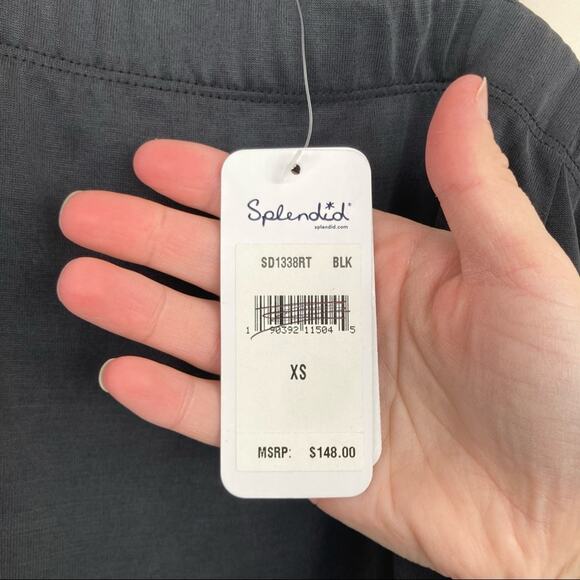 Splendid
splendid.com
SD1338RT BLK
1 90392 11504 5
XS
MSRP: $148.00